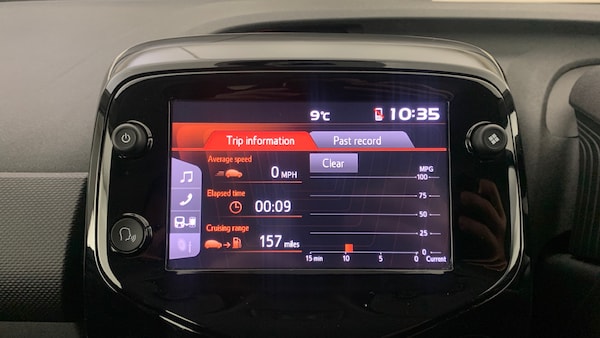 9°C 10:35
Trip information Past record
Average speed
0 MPH
Clear
MPG
100
Elapsed time
75
00:09
50
Cruising range
25
157 miles
0
15 min 10 5 0 Current